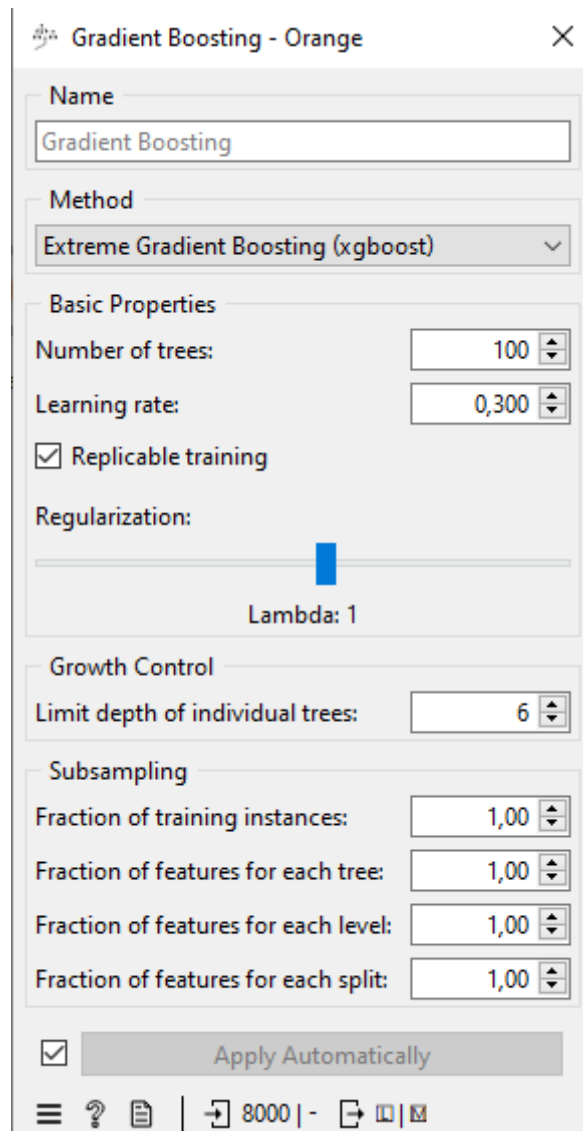 Gradient Boosting - Orange
Name
Gradient Boosting
Method
Extreme Gradient Boosting (xgboost)
Basic Properties
Number of trees: 100
Learning rate: 0,300
Replicable training
Regularization:
Lambda: 1
Growth Control
Limit depth of individual trees: 6
Subsampling
Fraction of training instances: 1,00
Fraction of features for each tree: 1,00
Fraction of features for each level: 1,00
Fraction of features for each split: 1,00
Apply Automatically
? | 8000 | - L | M